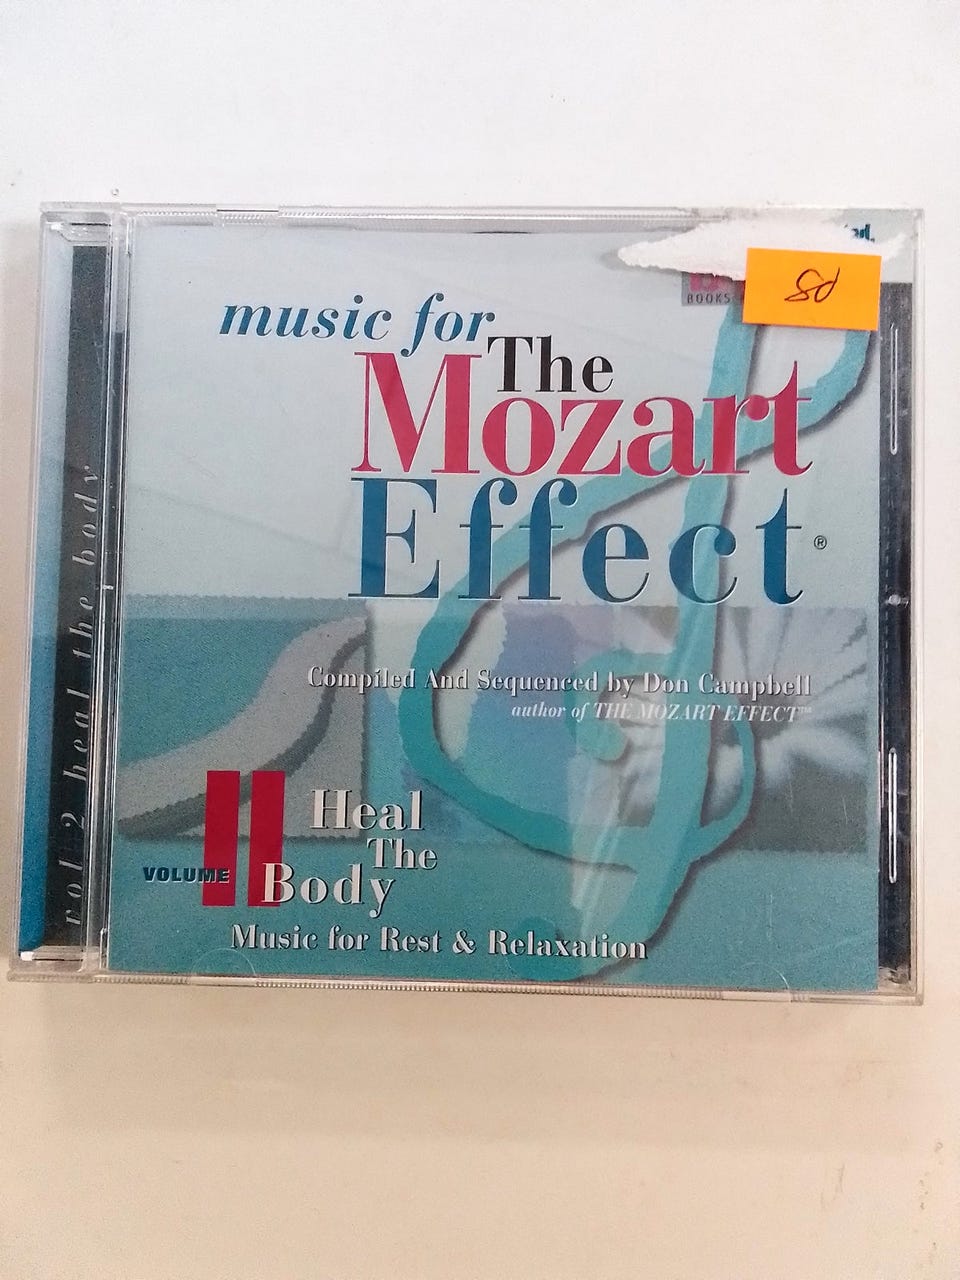 BOOKS
music for
The
Mozart
Effect®
Compiled And Sequenced by Don Campbell
author of THE MOZART EFFECT™
VOLUME II
Heal
The
Body
Music for Rest & Relaxation
vol 2 heal the body